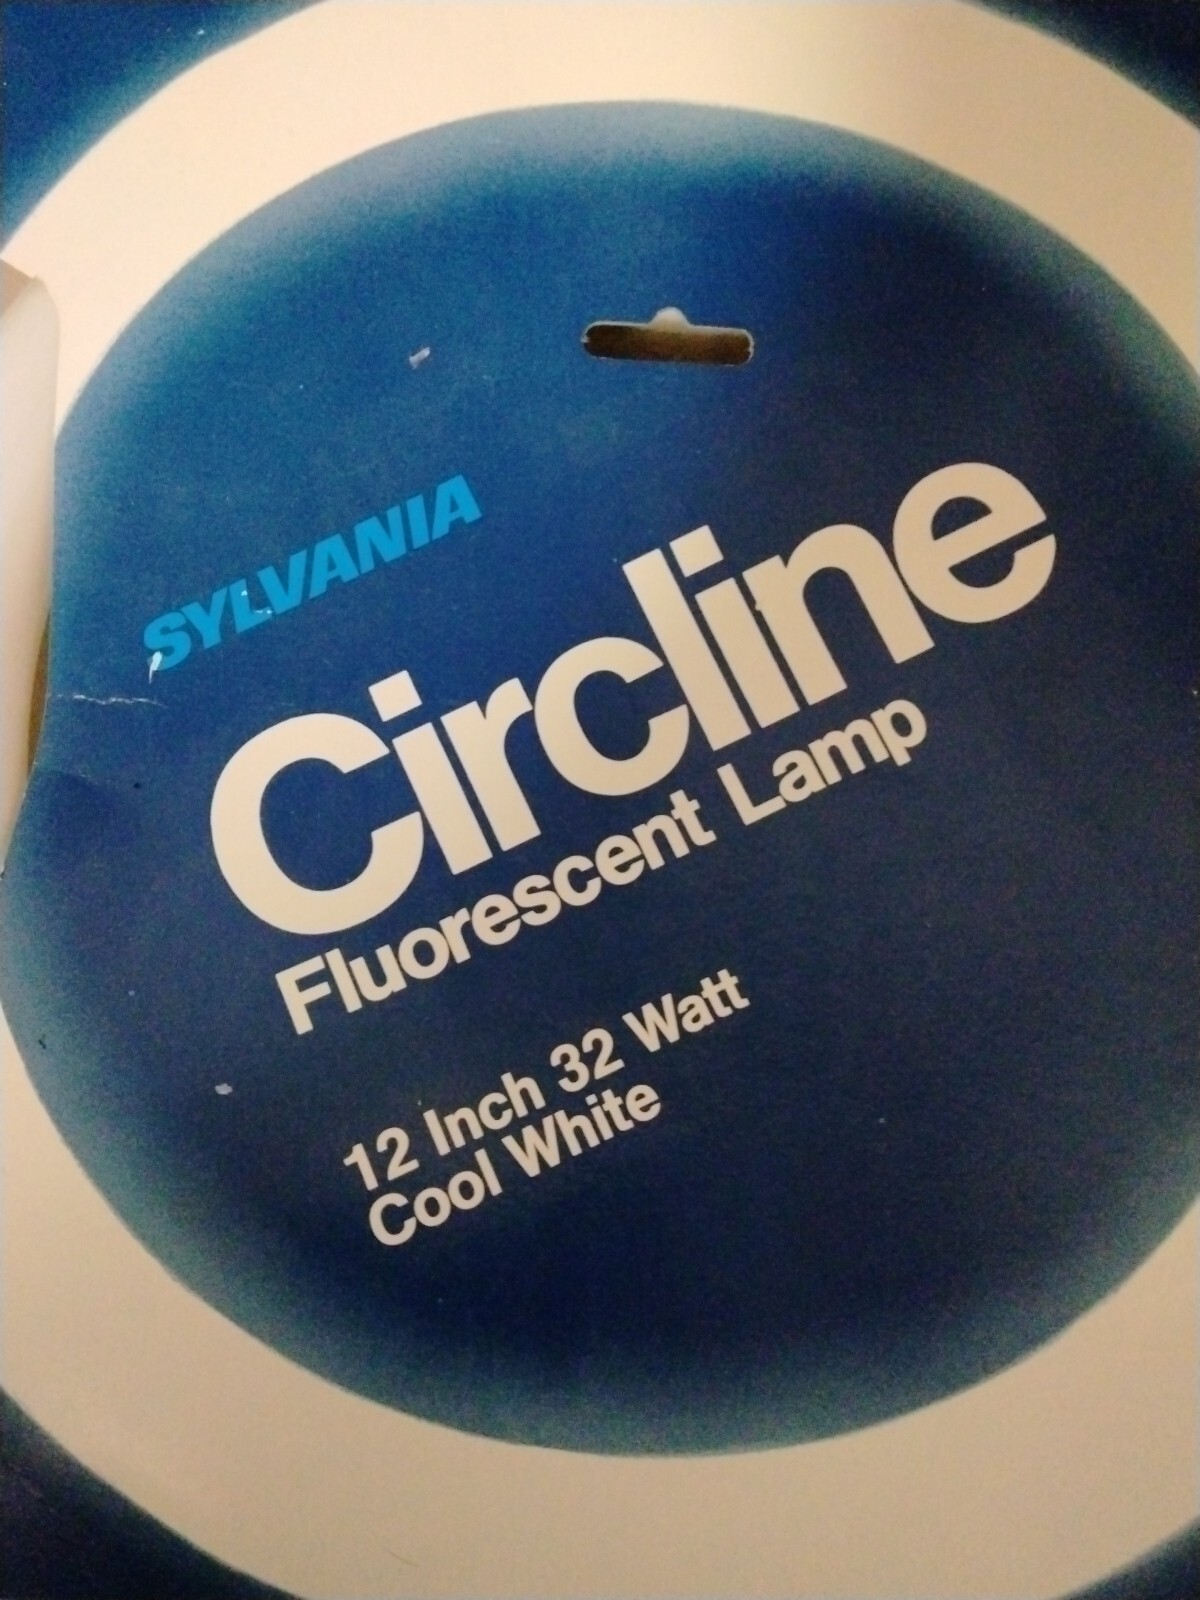 SYLVANIA
Circline
Fluorescent Lamp
12 Inch 32 Watt
Cool White